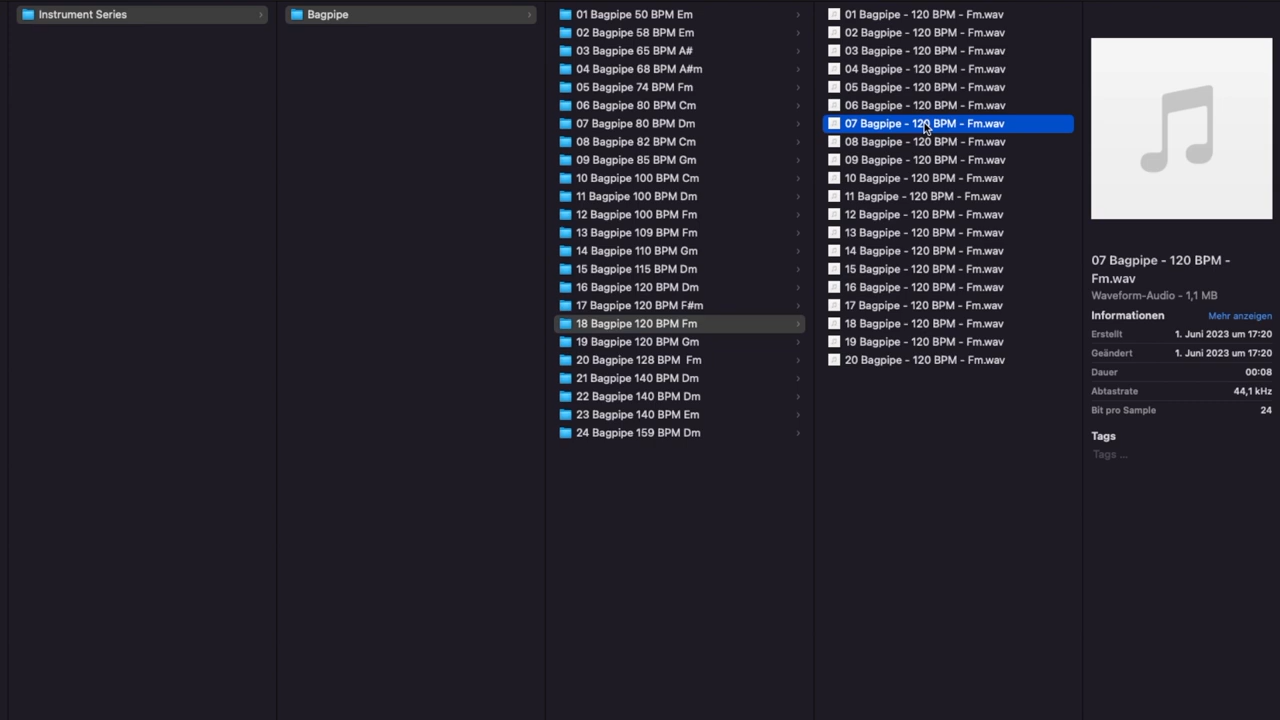 Instrument Series
Bagpipe
01 Bagpipe 50 BPM Em
02 Bagpipe 58 BPM Em
03 Bagpipe 65 BPM A#
04 Bagpipe 68 BPM A#m
05 Bagpipe 74 BPM Fm
06 Bagpipe 80 BPM Cm
07 Bagpipe 80 BPM Dm
08 Bagpipe 82 BPM Cm
09 Bagpipe 85 BPM Gm
10 Bagpipe 100 BPM Cm
11 Bagpipe 100 BPM Dm
12 Bagpipe 100 BPM Fm
13 Bagpipe 109 BPM Fm
14 Bagpipe 110 BPM Gm
15 Bagpipe 115 BPM Dm
16 Bagpipe 120 BPM Dm
17 Bagpipe 120 BPM F#m
18 Bagpipe 120 BPM Fm
19 Bagpipe 120 BPM Gm
20 Bagpipe 128 BPM  Fm
21 Bagpipe 140 BPM Dm
22 Bagpipe 140 BPM Dm
23 Bagpipe 140 BPM Em
24 Bagpipe 159 BPM Dm
01 Bagpipe - 120 BPM - Fm.wav
02 Bagpipe - 120 BPM - Fm.wav
03 Bagpipe - 120 BPM - Fm.wav
04 Bagpipe - 120 BPM - Fm.wav
05 Bagpipe - 120 BPM - Fm.wav
06 Bagpipe - 120 BPM - Fm.wav
07 Bagpipe - 120 BPM - Fm.wav
08 Bagpipe - 120 BPM - Fm.wav
09 Bagpipe - 120 BPM - Fm.wav
10 Bagpipe - 120 BPM - Fm.wav
11 Bagpipe - 120 BPM - Fm.wav
12 Bagpipe - 120 BPM - Fm.wav
13 Bagpipe - 120 BPM - Fm.wav
14 Bagpipe - 120 BPM - Fm.wav
15 Bagpipe - 120 BPM - Fm.wav
16 Bagpipe - 120 BPM - Fm.wav
17 Bagpipe - 120 BPM - Fm.wav
18 Bagpipe - 120 BPM - Fm.wav
19 Bagpipe - 120 BPM - Fm.wav
20 Bagpipe - 120 BPM - Fm.wav
07 Bagpipe - 120 BPM -
Fm.wav
Waveform-Audio - 1,1 MB
Informationen Mehr anzeigen
Erstellt 1. Juni 2023 um 17:20
Geändert 1. Juni 2023 um 17:20
Dauer 00:08
Abtastrate 44,1 kHz
Bit pro Sample 24
Tags
Tags ...